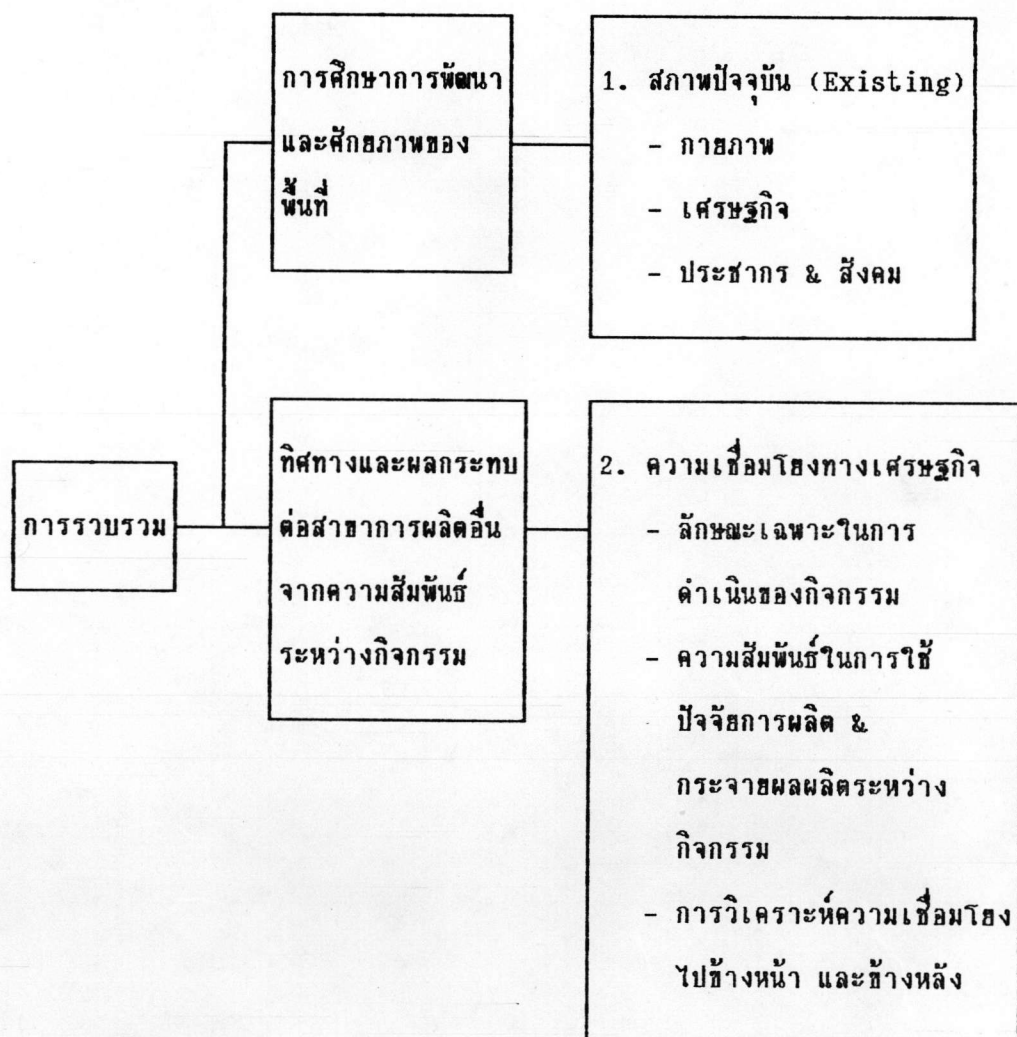 การศึกษาการพัฒนา
และศักยภาพของ
พื้นที่
1. สภาพปัจจุบัน (Existing)
- กายภาพ
- เศรษฐกิจ
- ประชากร & สังคม
การรวบรวม
ทิศทางและผลกระทบ
ต่อสาขาการผลิตอื่น
จากความสัมพันธ์
ระหว่างกิจกรรม
2. ความเชื่อมโยงทางเศรษฐกิจ
- ลักษณะเฉพาะในการ
ดำเนินของกิจกรรม
- ความสัมพันธ์ในการใช้
ปัจจัยการผลิต &
กระจายผลผลิตระหว่าง
กิจกรรม
- การวิเคราะห์ความเชื่อมโยง
ไปข้างหน้า และข้างหลัง